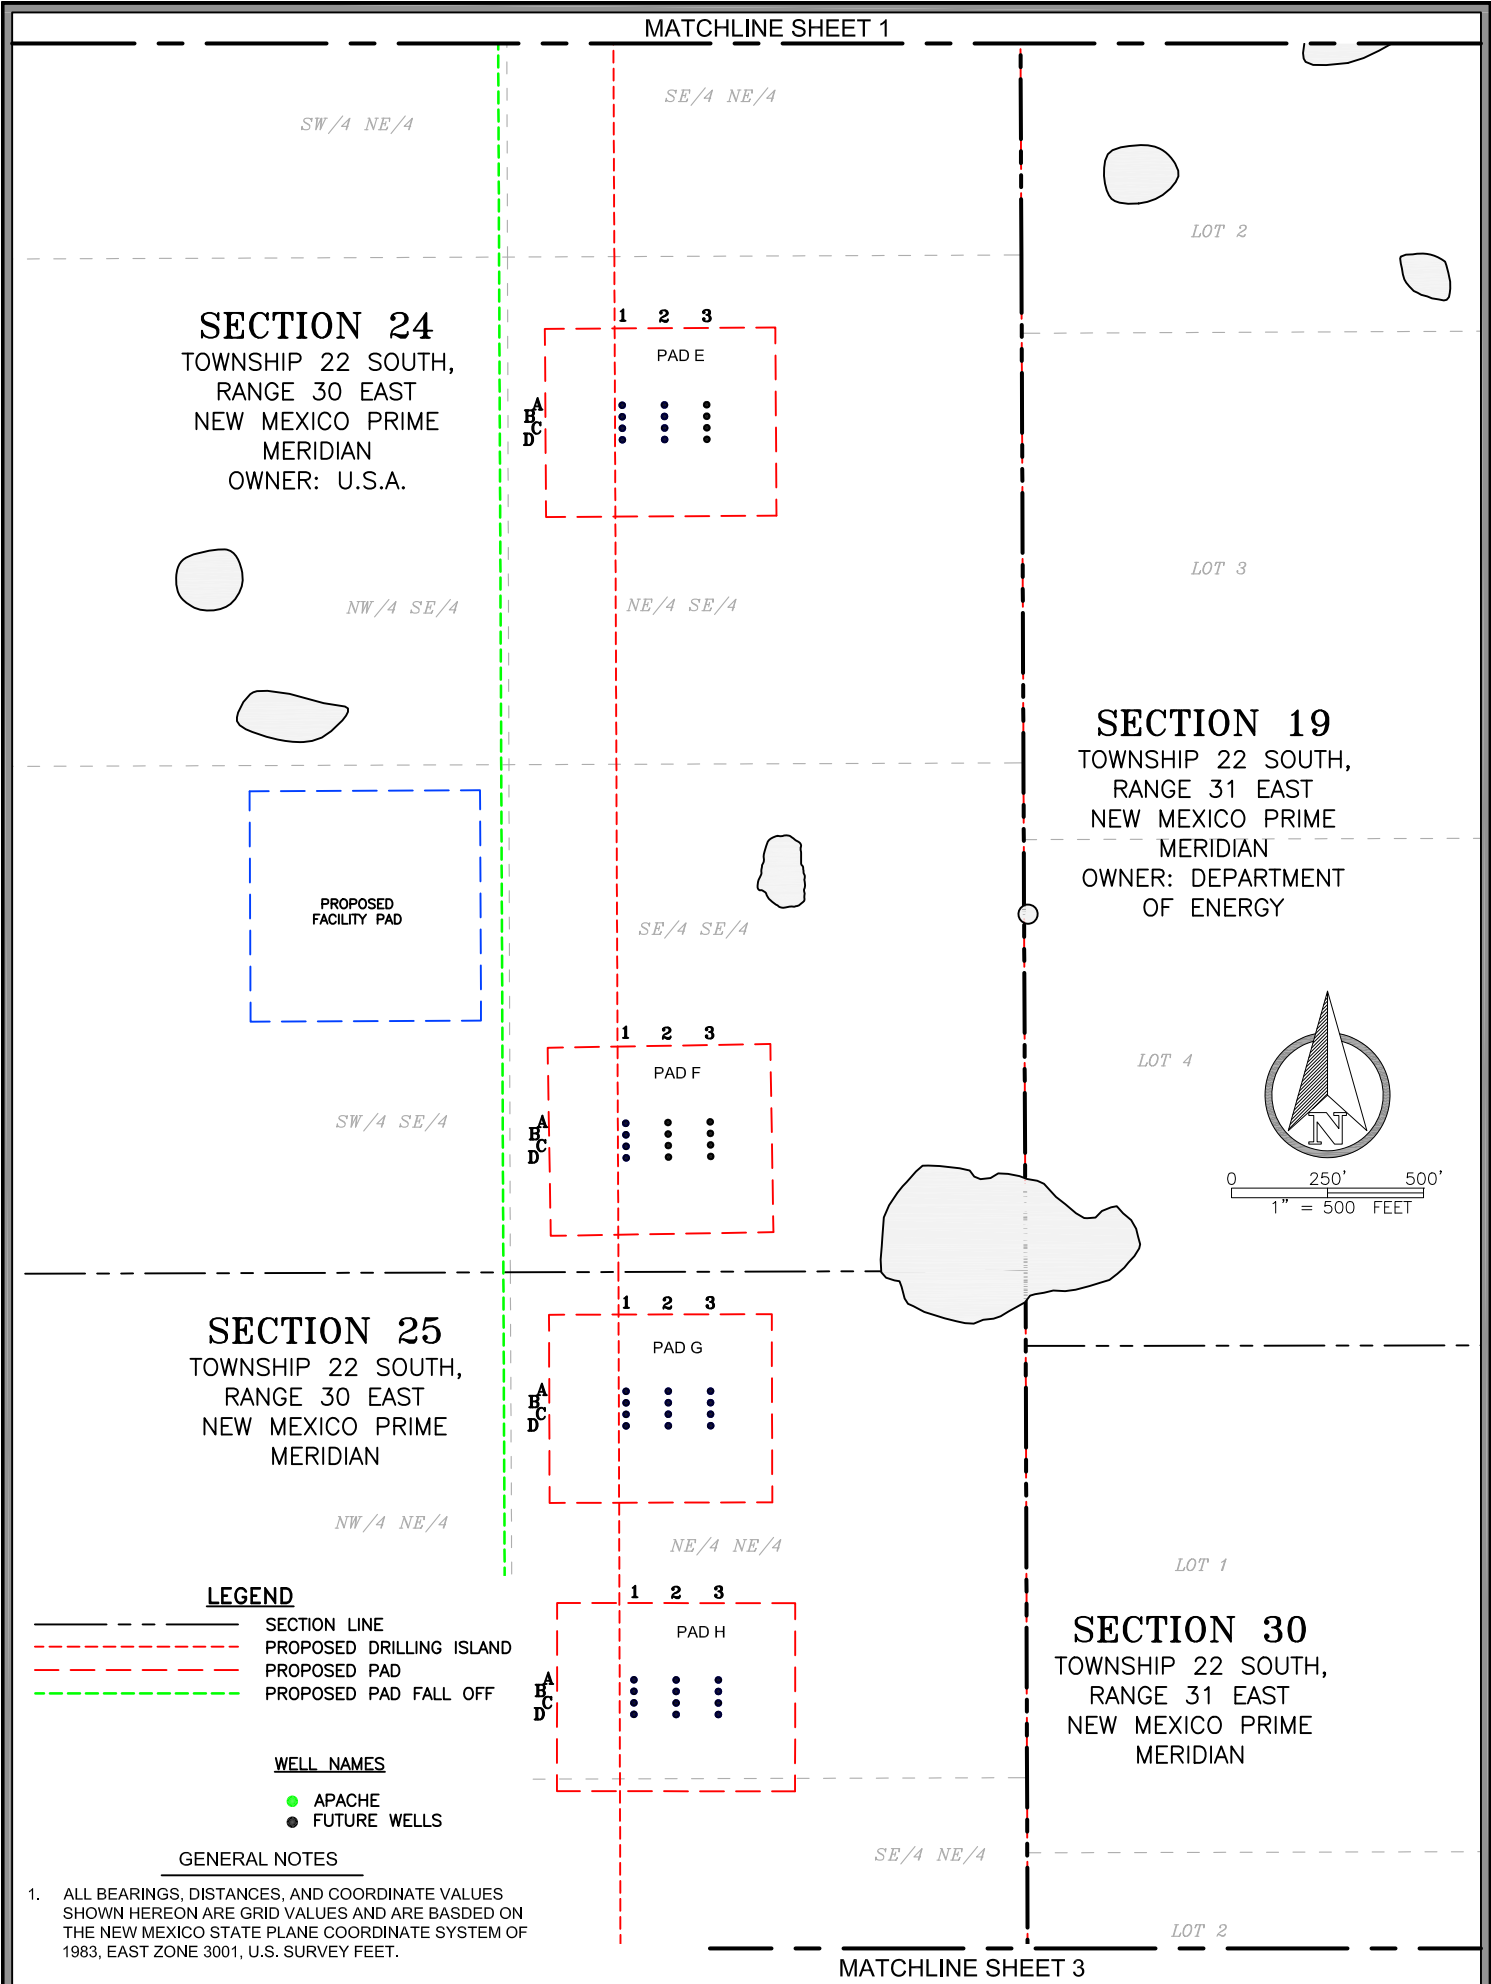 MATCHLINE SHEET 1
SE/4 NE/4
SW/4 NE/4
LOT 2
SECTION 24
TOWNSHIP 22 SOUTH,
RANGE 30 EAST
NEW MEXICO PRIME
MERIDIAN
OWNER: U.S.A.
1 2 3
PAD E
A
B
C
D
LOT 3
NW/4 SE/4
NE/4 SE/4
SECTION 19
TOWNSHIP 22 SOUTH,
RANGE 31 EAST
NEW MEXICO PRIME
MERIDIAN
OWNER: DEPARTMENT
OF ENERGY
PROPOSED
FACILITY PAD
SE/4 SE/4
1 2 3
PAD F
A
B
C
D
LOT 4
SW/4 SE/4
N
0 250' 500'
1" = 500 FEET
SECTION 25
TOWNSHIP 22 SOUTH,
RANGE 30 EAST
NEW MEXICO PRIME
MERIDIAN
1 2 3
PAD G
A
B
C
D
NW/4 NE/4
NE/4 NE/4
LOT 1
LEGEND
SECTION LINE
PROPOSED DRILLING ISLAND
PROPOSED PAD
PROPOSED PAD FALL OFF
1 2 3
PAD H
A
B
C
D
SECTION 30
TOWNSHIP 22 SOUTH,
RANGE 31 EAST
NEW MEXICO PRIME
MERIDIAN
WELL NAMES
APACHE
FUTURE WELLS
SE/4 NE/4
LOT 2
GENERAL NOTES
1. ALL BEARINGS, DISTANCES, AND COORDINATE VALUES
SHOWN HEREON ARE GRID VALUES AND ARE BASDED ON
THE NEW MEXICO STATE PLANE COORDINATE SYSTEM OF
1983, EAST ZONE 3001, U.S. SURVEY FEET.
MATCHLINE SHEET 3